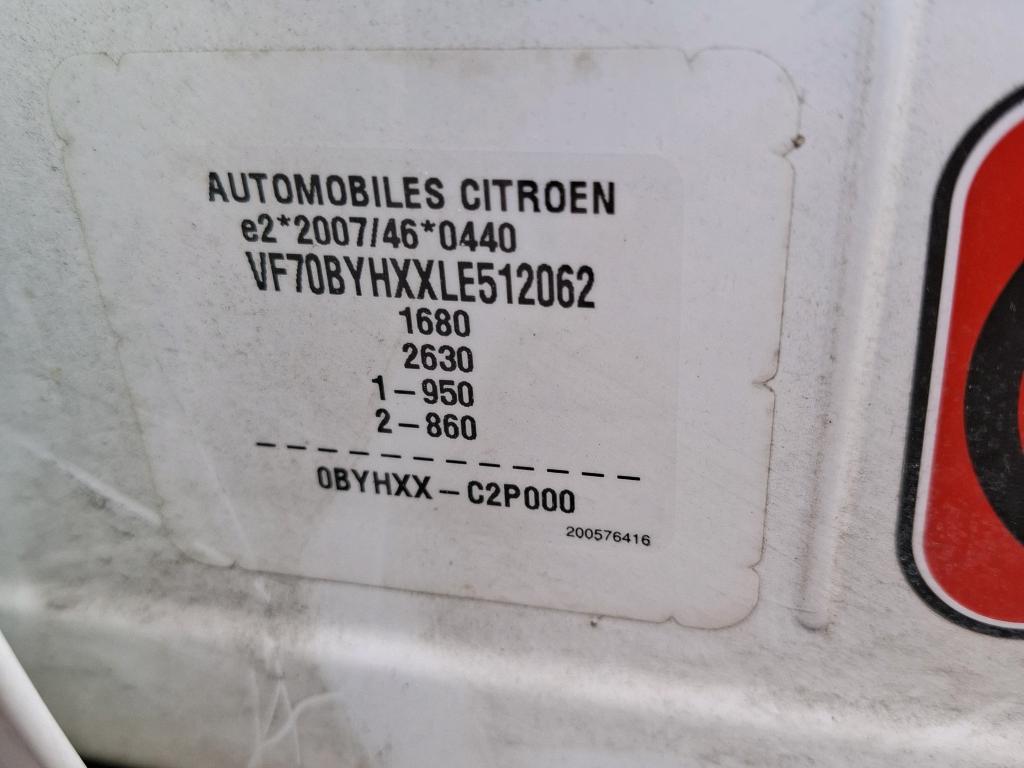 AUTOMOBILES CITROEN
e2*2007/46*0440
VF70BYHXXLE512062
1680
2630
1-950
2-860
------------
0BYHXX-C2P000
200576416